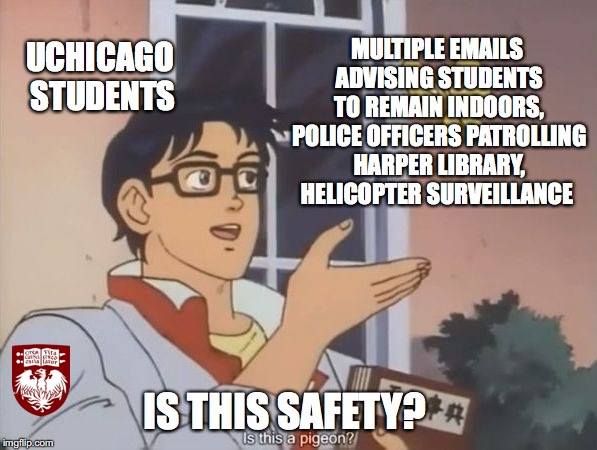 UCHICAGO
STUDENTS
MULTIPLE EMAILS
ADVISING STUDENTS
TO REMAIN INDOORS,
POLICE OFFICERS PATROLLING
HARPER LIBRARY,
HELICOPTER SURVEILLANCE
IS THIS SAFETY?
Is this a pigeon?
imgflip.com